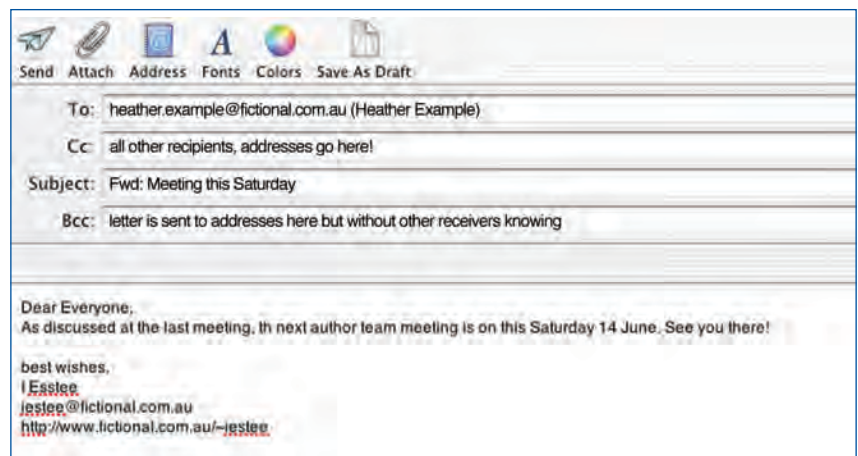 Send Attach Address Fonts Colors Save As Draft
To: heather.example@fictional.com.au (Heather Example)
Cc: all other recipients, addresses go here!
Subject: Fwd: Meeting this Saturday
Bcc: letter is sent to addresses here but without other receivers knowing
Dear Everyone,
As discussed at the last meeting, th next author team meeting is on this Saturday 14 June. See you there!
best wishes,
I Esstee
iestee@fictional.com.au
http://www.fictional.com.au/~iestee